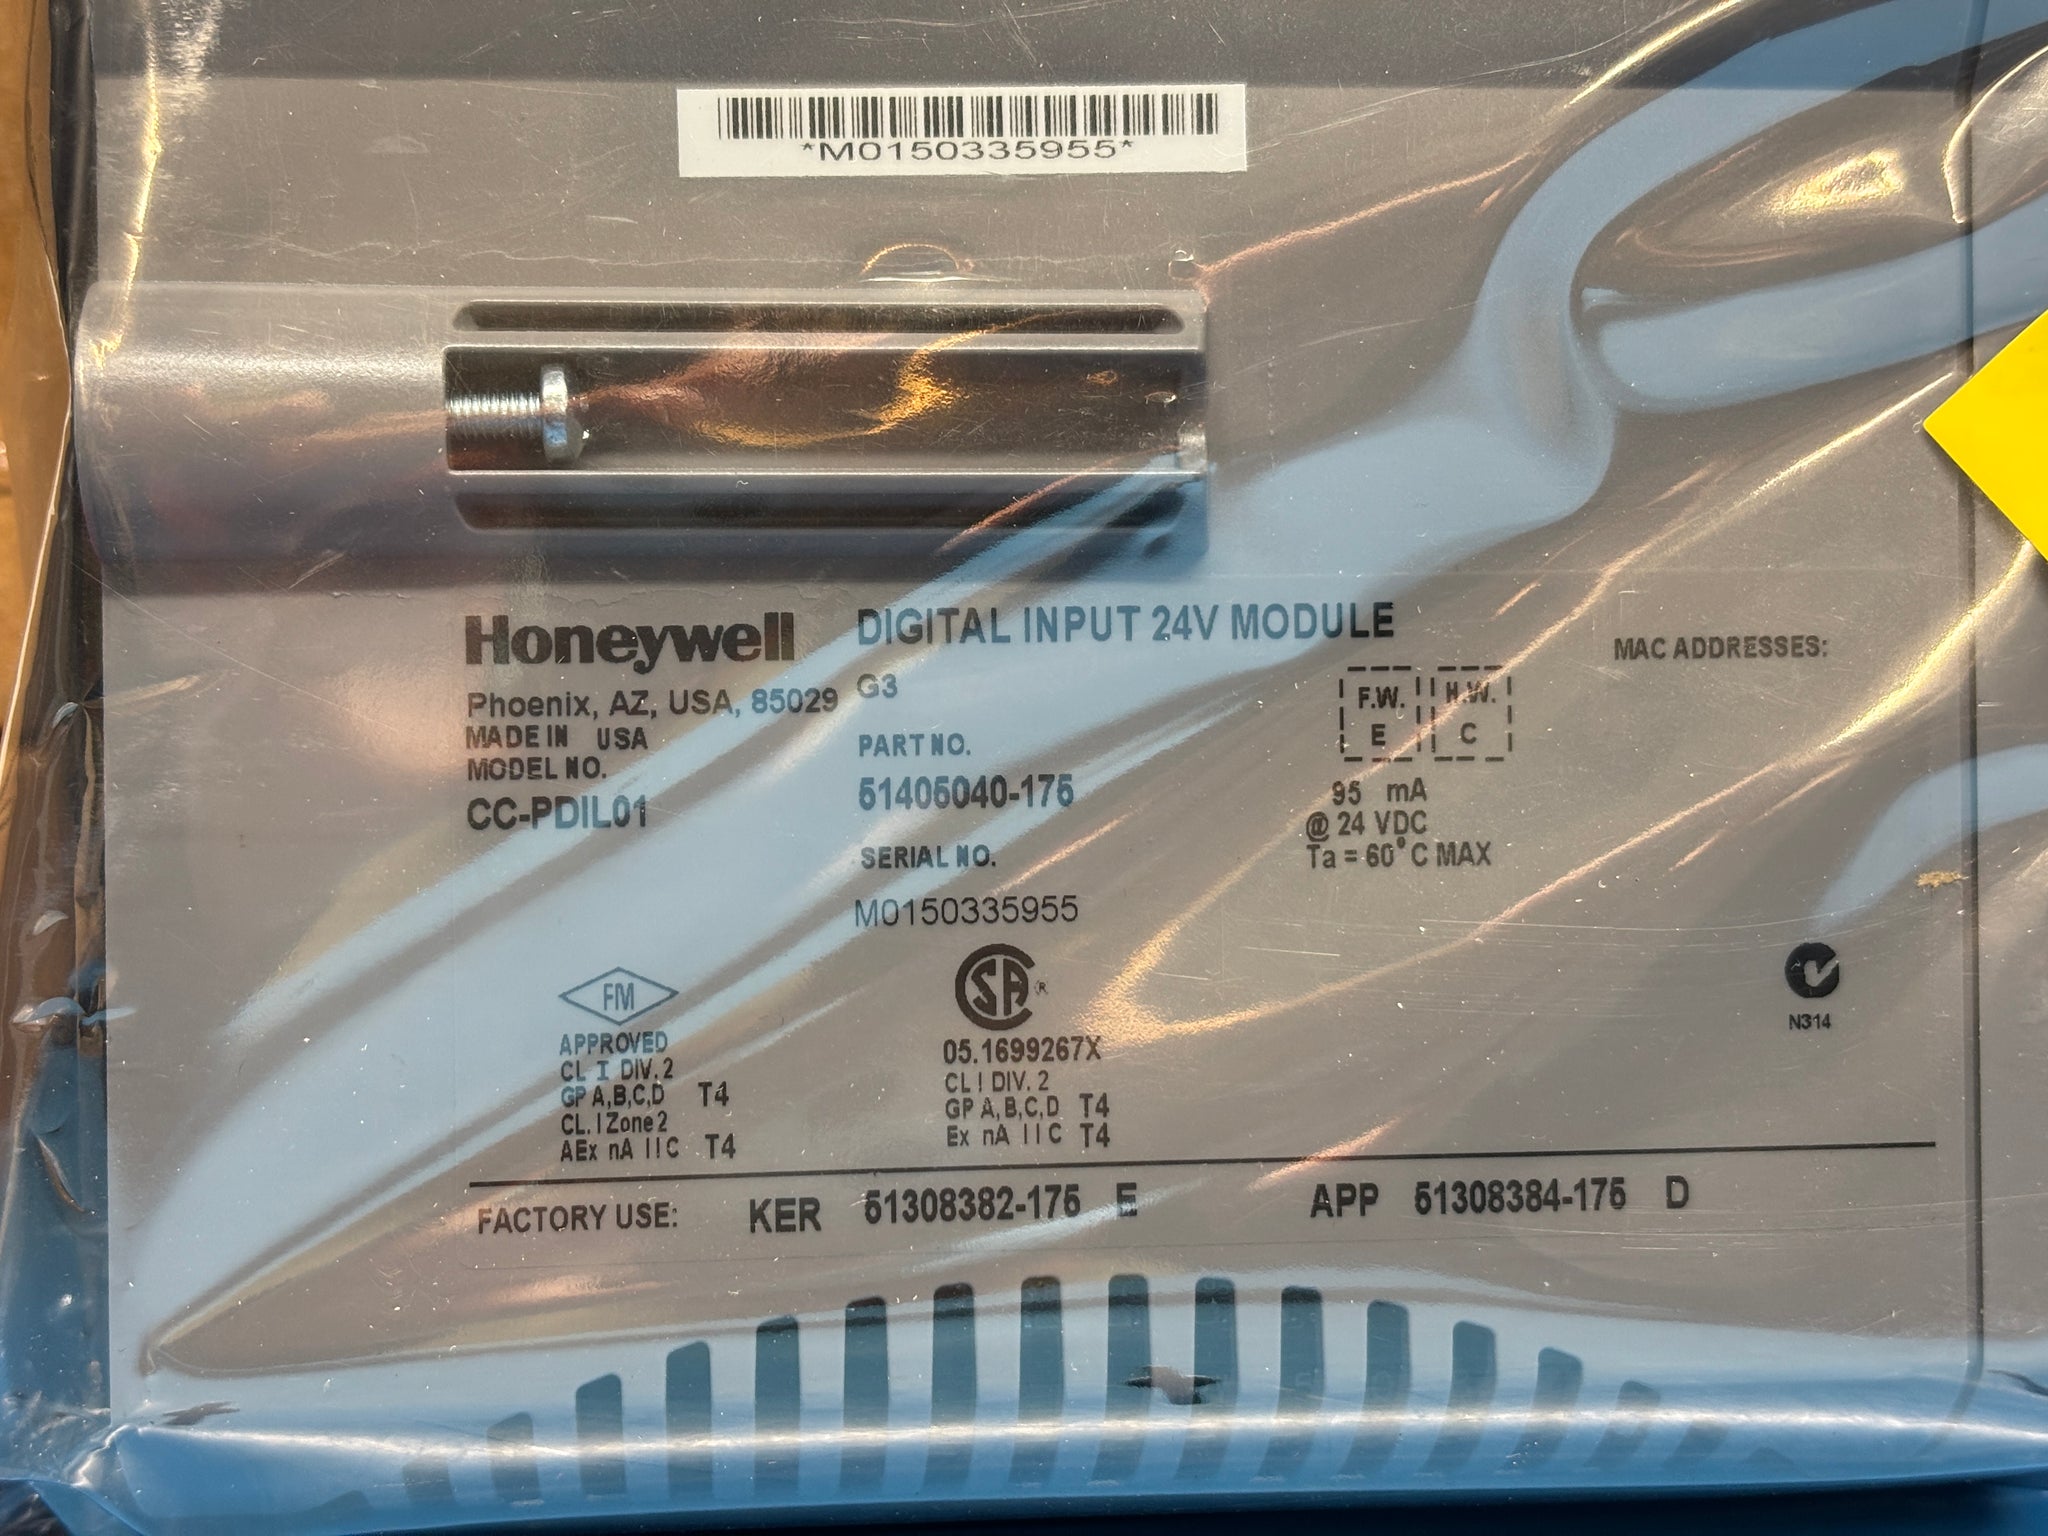 *M0150335955*
Honeywell
DIGITAL INPUT 24V MODULE
Phoenix, AZ, USA, 85029
G3
MADE IN USA
MODEL NO.
CC-PDIL01
PART NO.
51405040-175
SERIAL NO.
M0150335955
F.W.
E
H.W.
C
95 mA
@ 24 VDC
Ta = 60°C MAX
MAC ADDRESSES:
FM
APPROVED
CL I DIV. 2
GP A,B,C,D T4
CL. I Zone 2
AEx nA IIC T4
CSA®
05.1699267X
CL I DIV. 2
GP A,B,C,D T4
Ex nA IIC T4
N314
FACTORY USE: KER 51308382-175 E APP 51308384-175 D